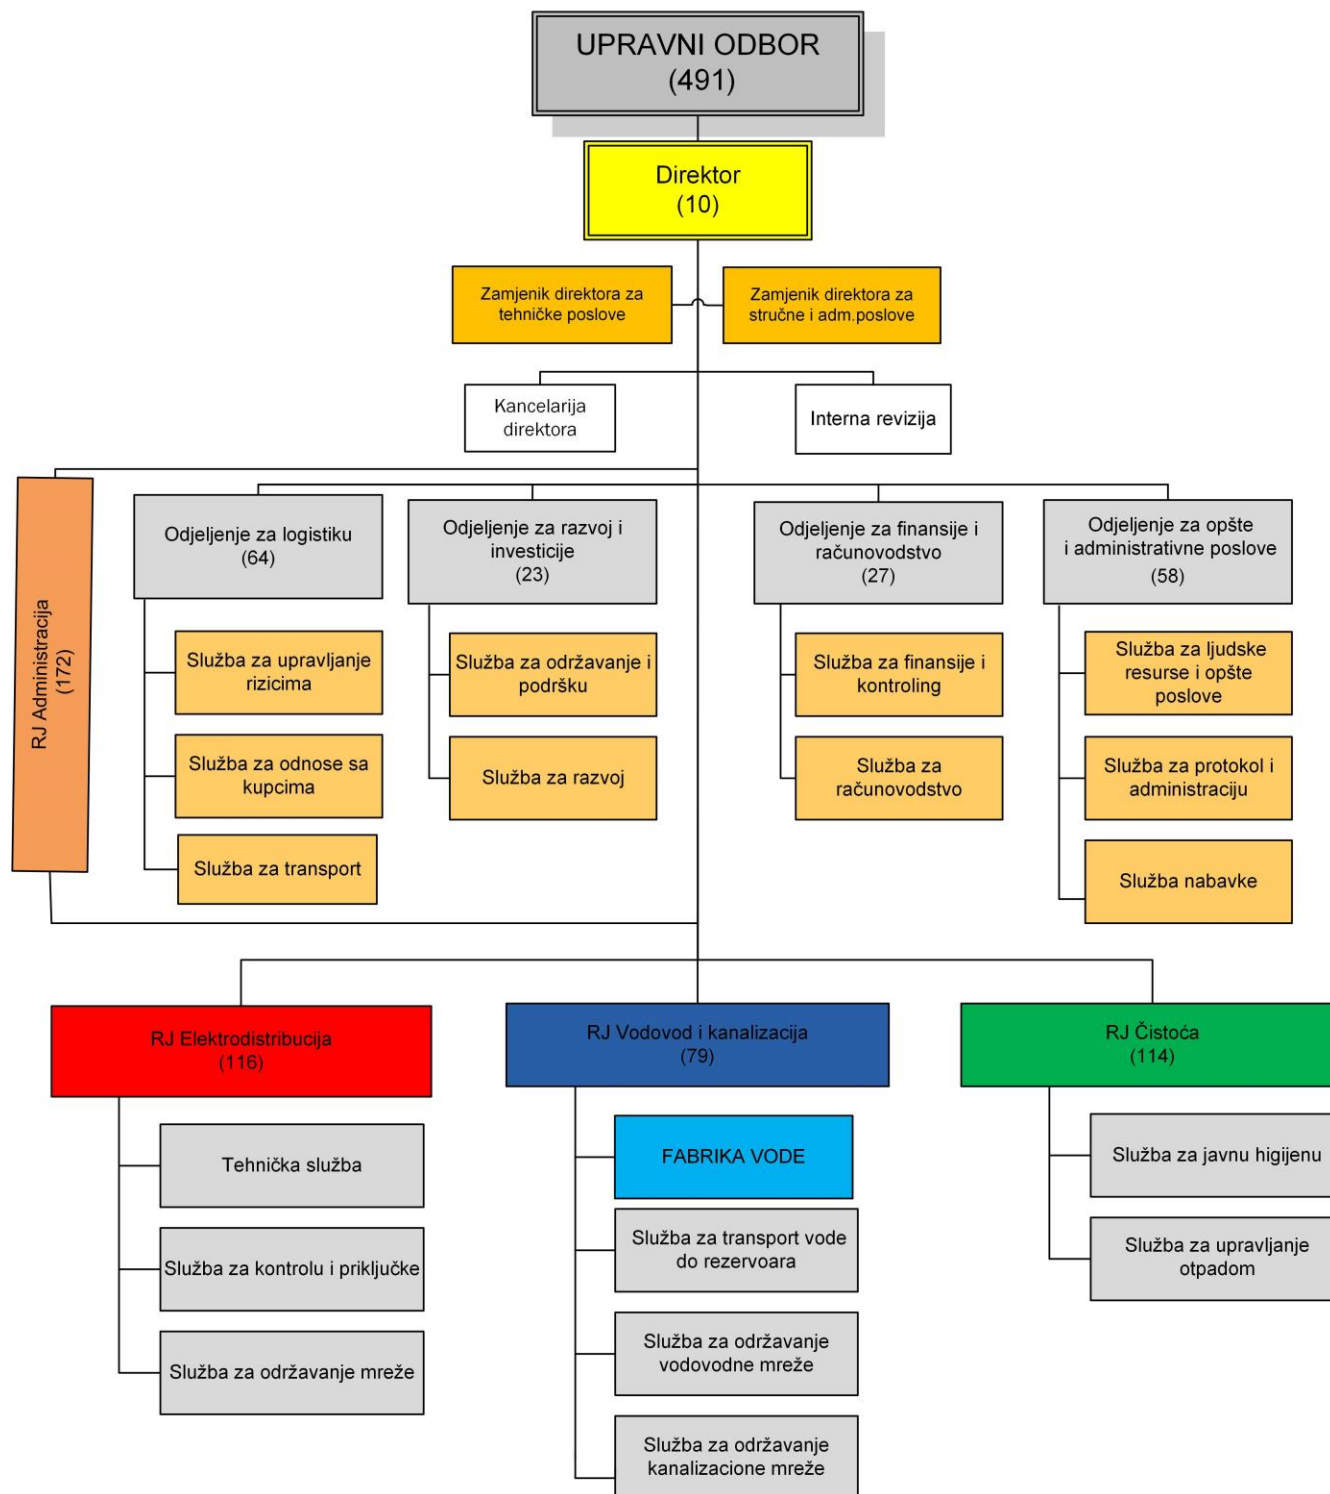 UPRAVNI ODBOR
(491)
Direktor
(10)
Zamjenik direktora za
tehničke poslove
Zamjenik direktora za
stručne i adm.poslove
Kancelarija
direktora
Interna revizija
RJ Administracija
(172)
Odjeljenje za logistiku
(64)
Služba za upravljanje
rizicima
Služba za odnose sa
kupcima
Služba za transport
Odjeljenje za razvoj i
investicije
(23)
Služba za održavanje i
podršku
Služba za razvoj
Odjeljenje za finansije i
računovodstvo
(27)
Služba za finansije i
kontroling
Služba za
računovodstvo
Odjeljenje za opšte
i administrativne poslove
(58)
Služba za ljudske
resurse i opšte
poslove
Služba za protokol i
administraciju
Služba nabavke
RJ Elektrodistribucija
(116)
Tehnička služba
Služba za kontrolu i priključke
Služba za održavanje mreže
RJ Vodovod i kanalizacija
(79)
FABRIKA VODE
Služba za transport vode
do rezervoara
Služba za održavanje
vodovodne mreže
Služba za održavanje
kanalizacione mreže
RJ Čistoća
(114)
Služba za javnu higijenu
Služba za upravljanje
otpadom